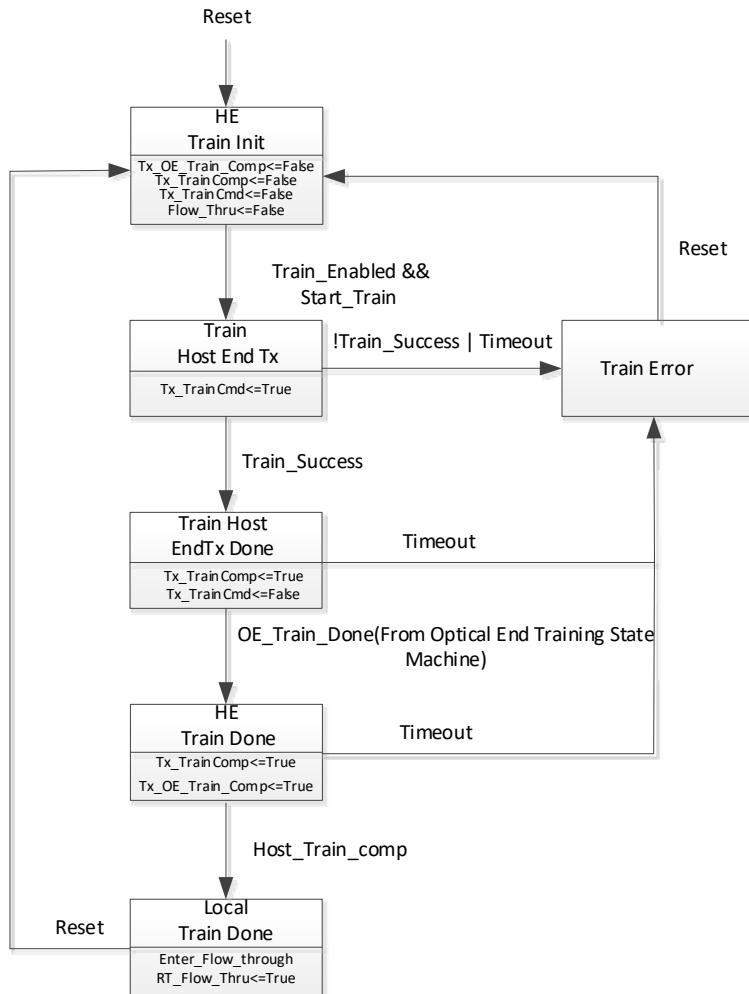 Reset
HE
Train Init
Tx_OE_Train_Comp<=False
Tx_TrainComp<=False
Tx_TrainCmd<=False
Flow_Thru<=False
Reset
Train_Enabled &&
Start_Train
Train
Host End Tx
Tx_TrainCmd<=True
!Train_Success | Timeout
Train Error
Train_Success
Train Host
EndTx Done
Tx_TrainComp<=True
Tx_TrainCmd<=False
Timeout
OE_Train_Done(From Optical End Training State
Machine)
HE
Train Done
Tx_TrainComp<=True
Tx_OE_Train_Comp<=True
Timeout
Host_Train_comp
Reset
Local
Train Done
Enter_Flow_through
RT_Flow_Thru<=True